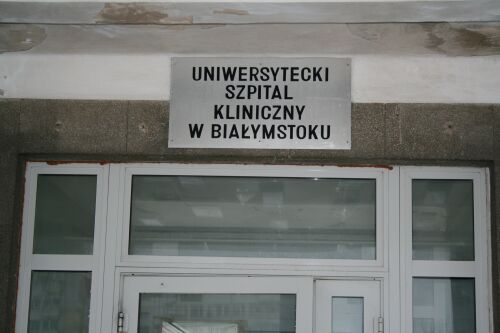 UNIWERSYTECKI
SZPITAL
KLINICZNY
W BIAŁYMSTOKU